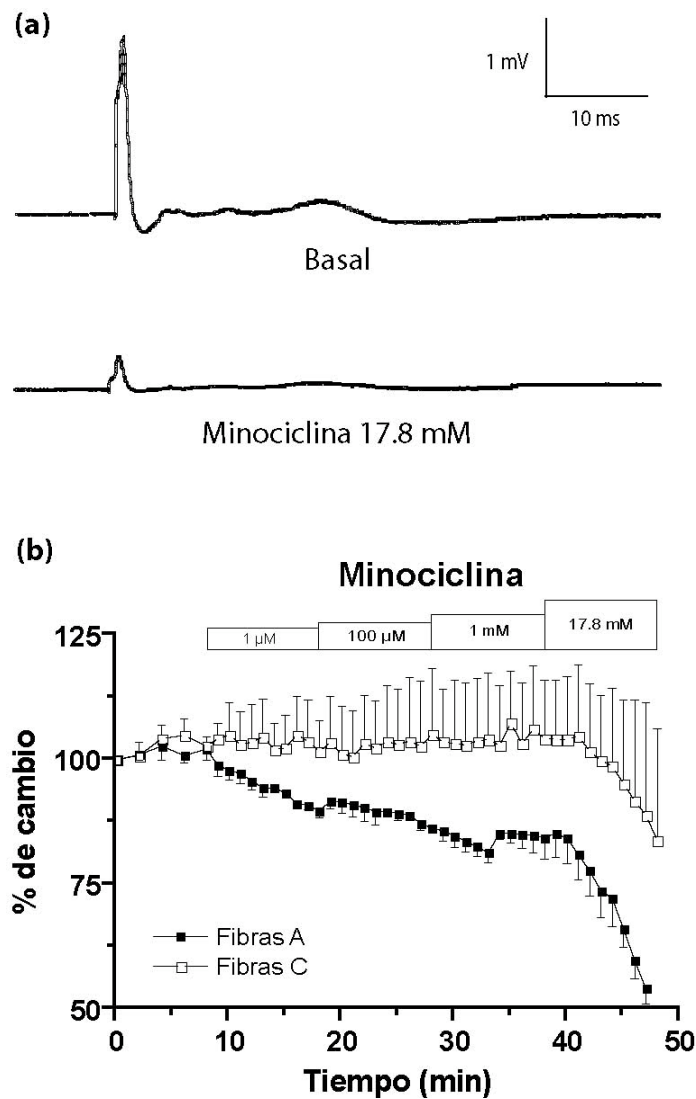 (a)
1 mV
10 ms
Basal
Minociclina 17.8 mM
(b)
Minociclina
1 µM
100 µM
1 mM
17.8 mM
125
100
75
50
% de cambio
Fibras A
Fibras C
0
10
20
30
40
50
Tiempo (min)